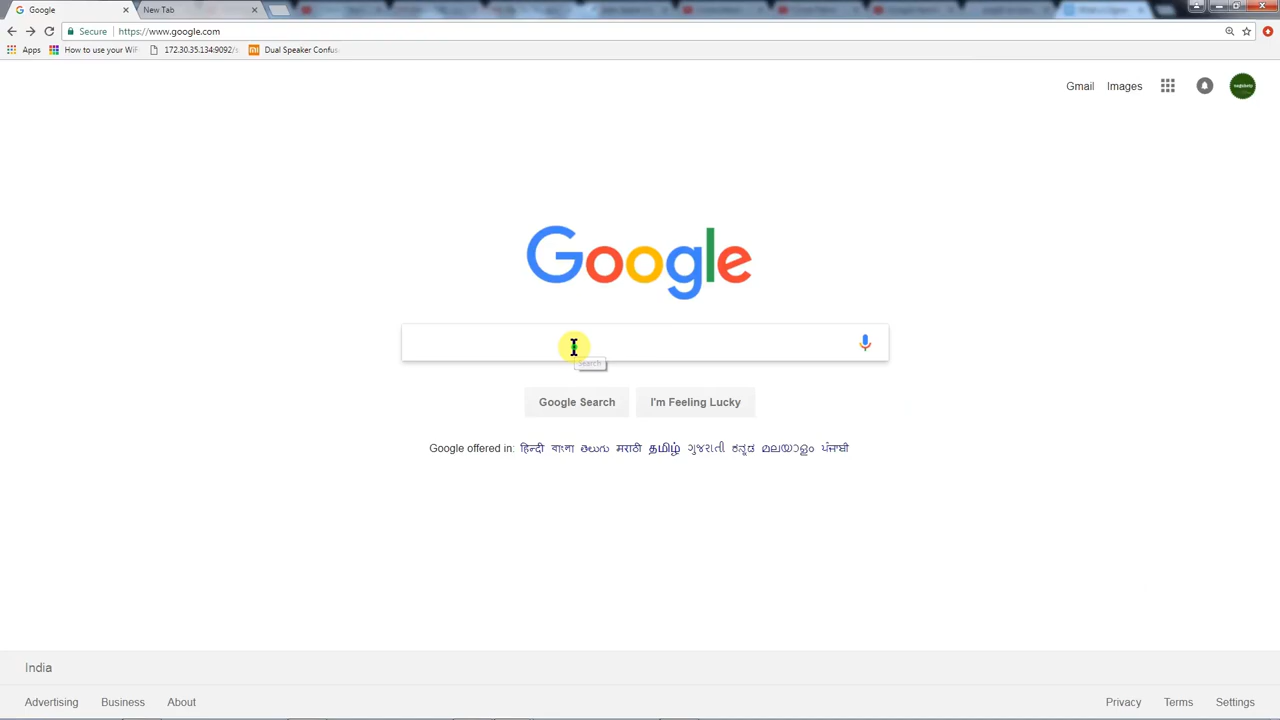 Google New Tab
Secure https://www.google.com
Apps How to use your WiF 172.30.35.134:9092/s Dual Speaker Confus
Gmail Images
Google
Search
Google Search I'm Feeling Lucky
Google offered in: हिन्दी বাংলা తెలుగు मराठी தமிழ் ગુજરાતી ಕನ್ನಡ മലയാളം ਪੰਜਾਬੀ
India
Advertising Business About Privacy Terms Settings